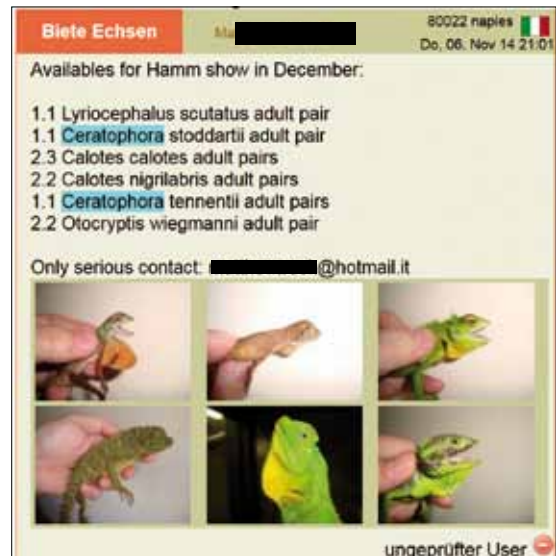 Biete Echsen
Ma
80022 naples
Do, 06. Nov 14 21:01
Availables for Hamm show in December:
1.1 Lyriocephalus scutatus adult pair
1.1 Ceratophora stoddartii adult pair
2.3 Calotes calotes adult pairs
2.2 Calotes nigrilabris adult pairs
1.1 Ceratophora tennentii adult pairs
2.2 Otocryptis wiegmanni adult pair
Only serious contact: @hotmail.it
ungeprüfter User